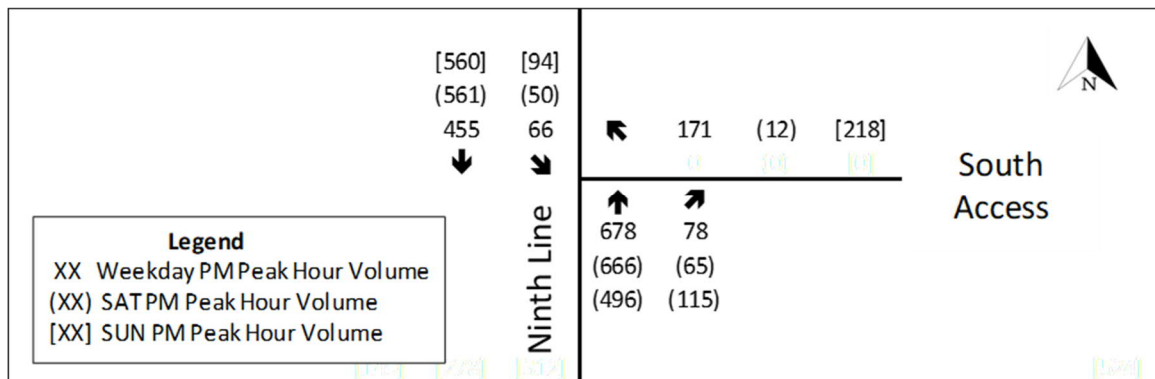 [560] [94]
(561) (50)
455 66
171 (12) [218]
N
South
Access
678 78
(666) (65)
(496) (115)
Ninth Line
Legend
XX Weekday PM Peak Hour Volume
(XX) SAT PM Peak Hour Volume
[XX] SUN PM Peak Hour Volume